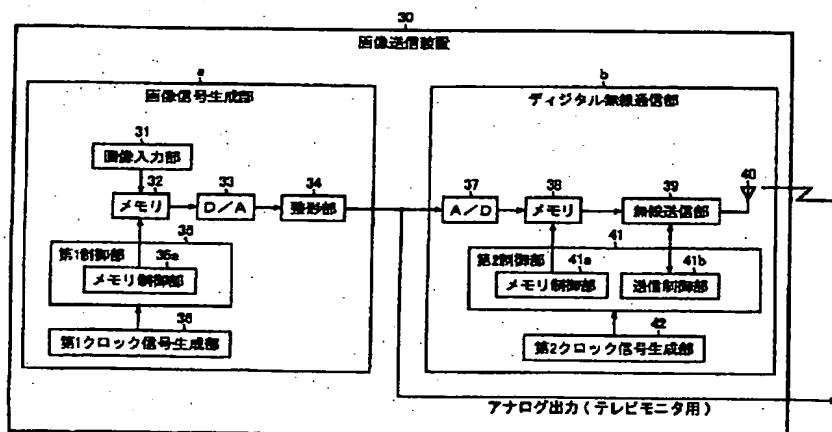 30
画像送信装置
a
画像信号生成部
31
画像入力部
32
メモリ
33
D/A
34
整形部
35
第1制御部
35a
メモリ制御部
36
第1クロック信号生成部
b
ディジタル無線通信部
37
A/D
38
メモリ
39
無線送信部
40
41
第2制御部
41a
メモリ制御部
41b
送信制御部
42
第2クロック信号生成部
アナログ出力(テレビモニタ用)